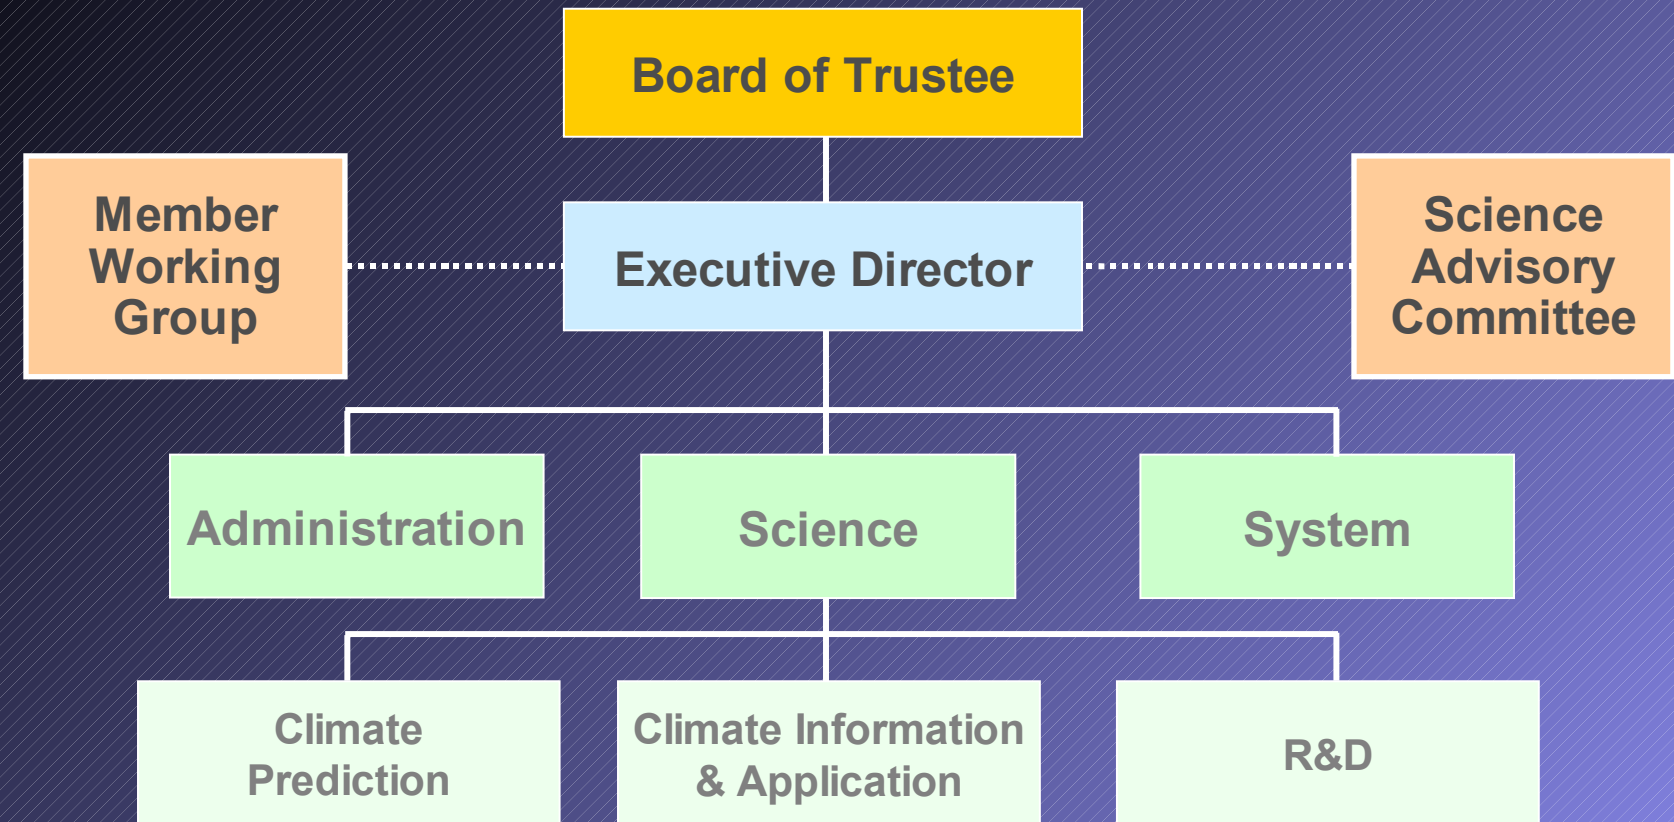 Board of Trustee
Member
Working
Group
Executive Director
Science
Advisory
Committee
Administration
Science
System
Climate
Prediction
Climate Information
& Application
R&D